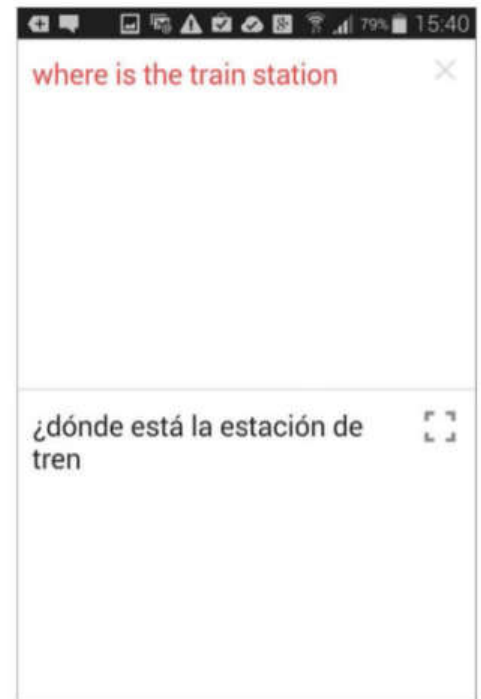 79% 15:40
where is the train station
¿dónde está la estación de
tren